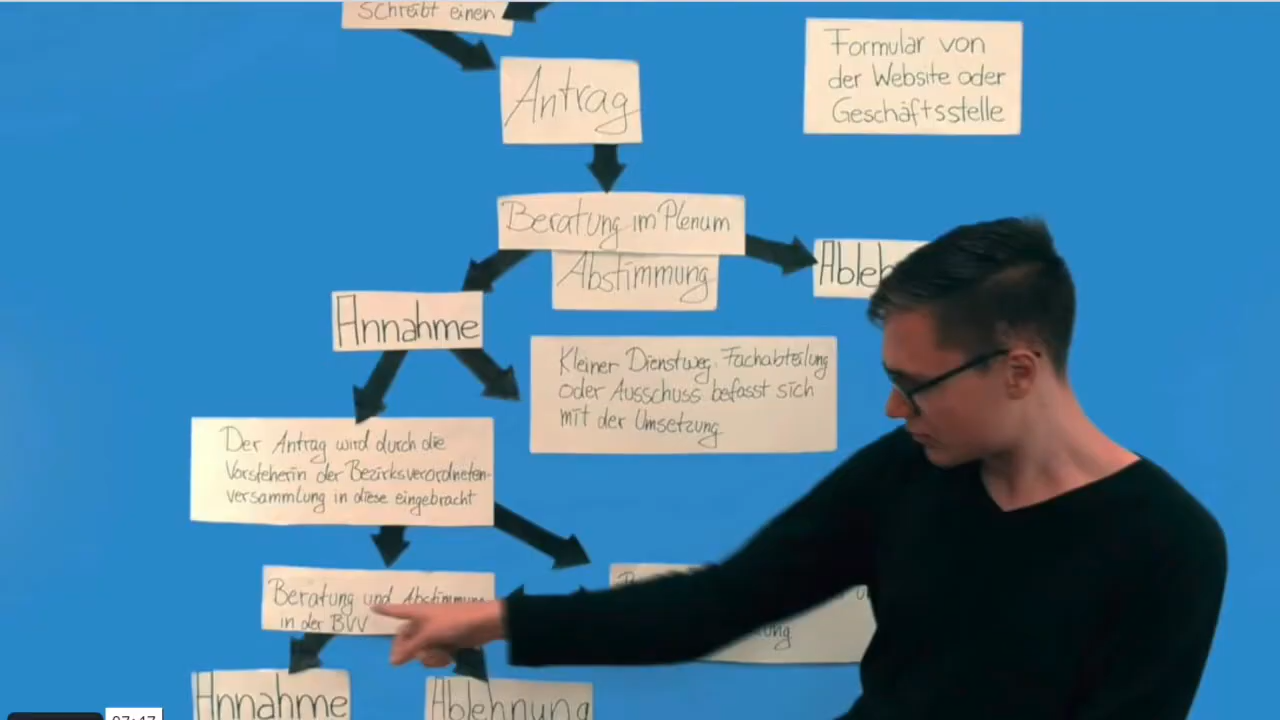 Schreibt einen
Formular von
der Website oder
Geschäftsstelle
Antrag
Beratung im Plenum
Abstimmung
Annahme
Kleiner Dienstweg. Fachabteilung
oder Ausschuss befasst sich
mit der Umsetzung
Der Antrag wird durch die
Vorsteherin der Bezirksverordneten-
versammlung in diese eingebracht
Beratung und Abstimmung
in der BVV
Annahme
Ablehnung